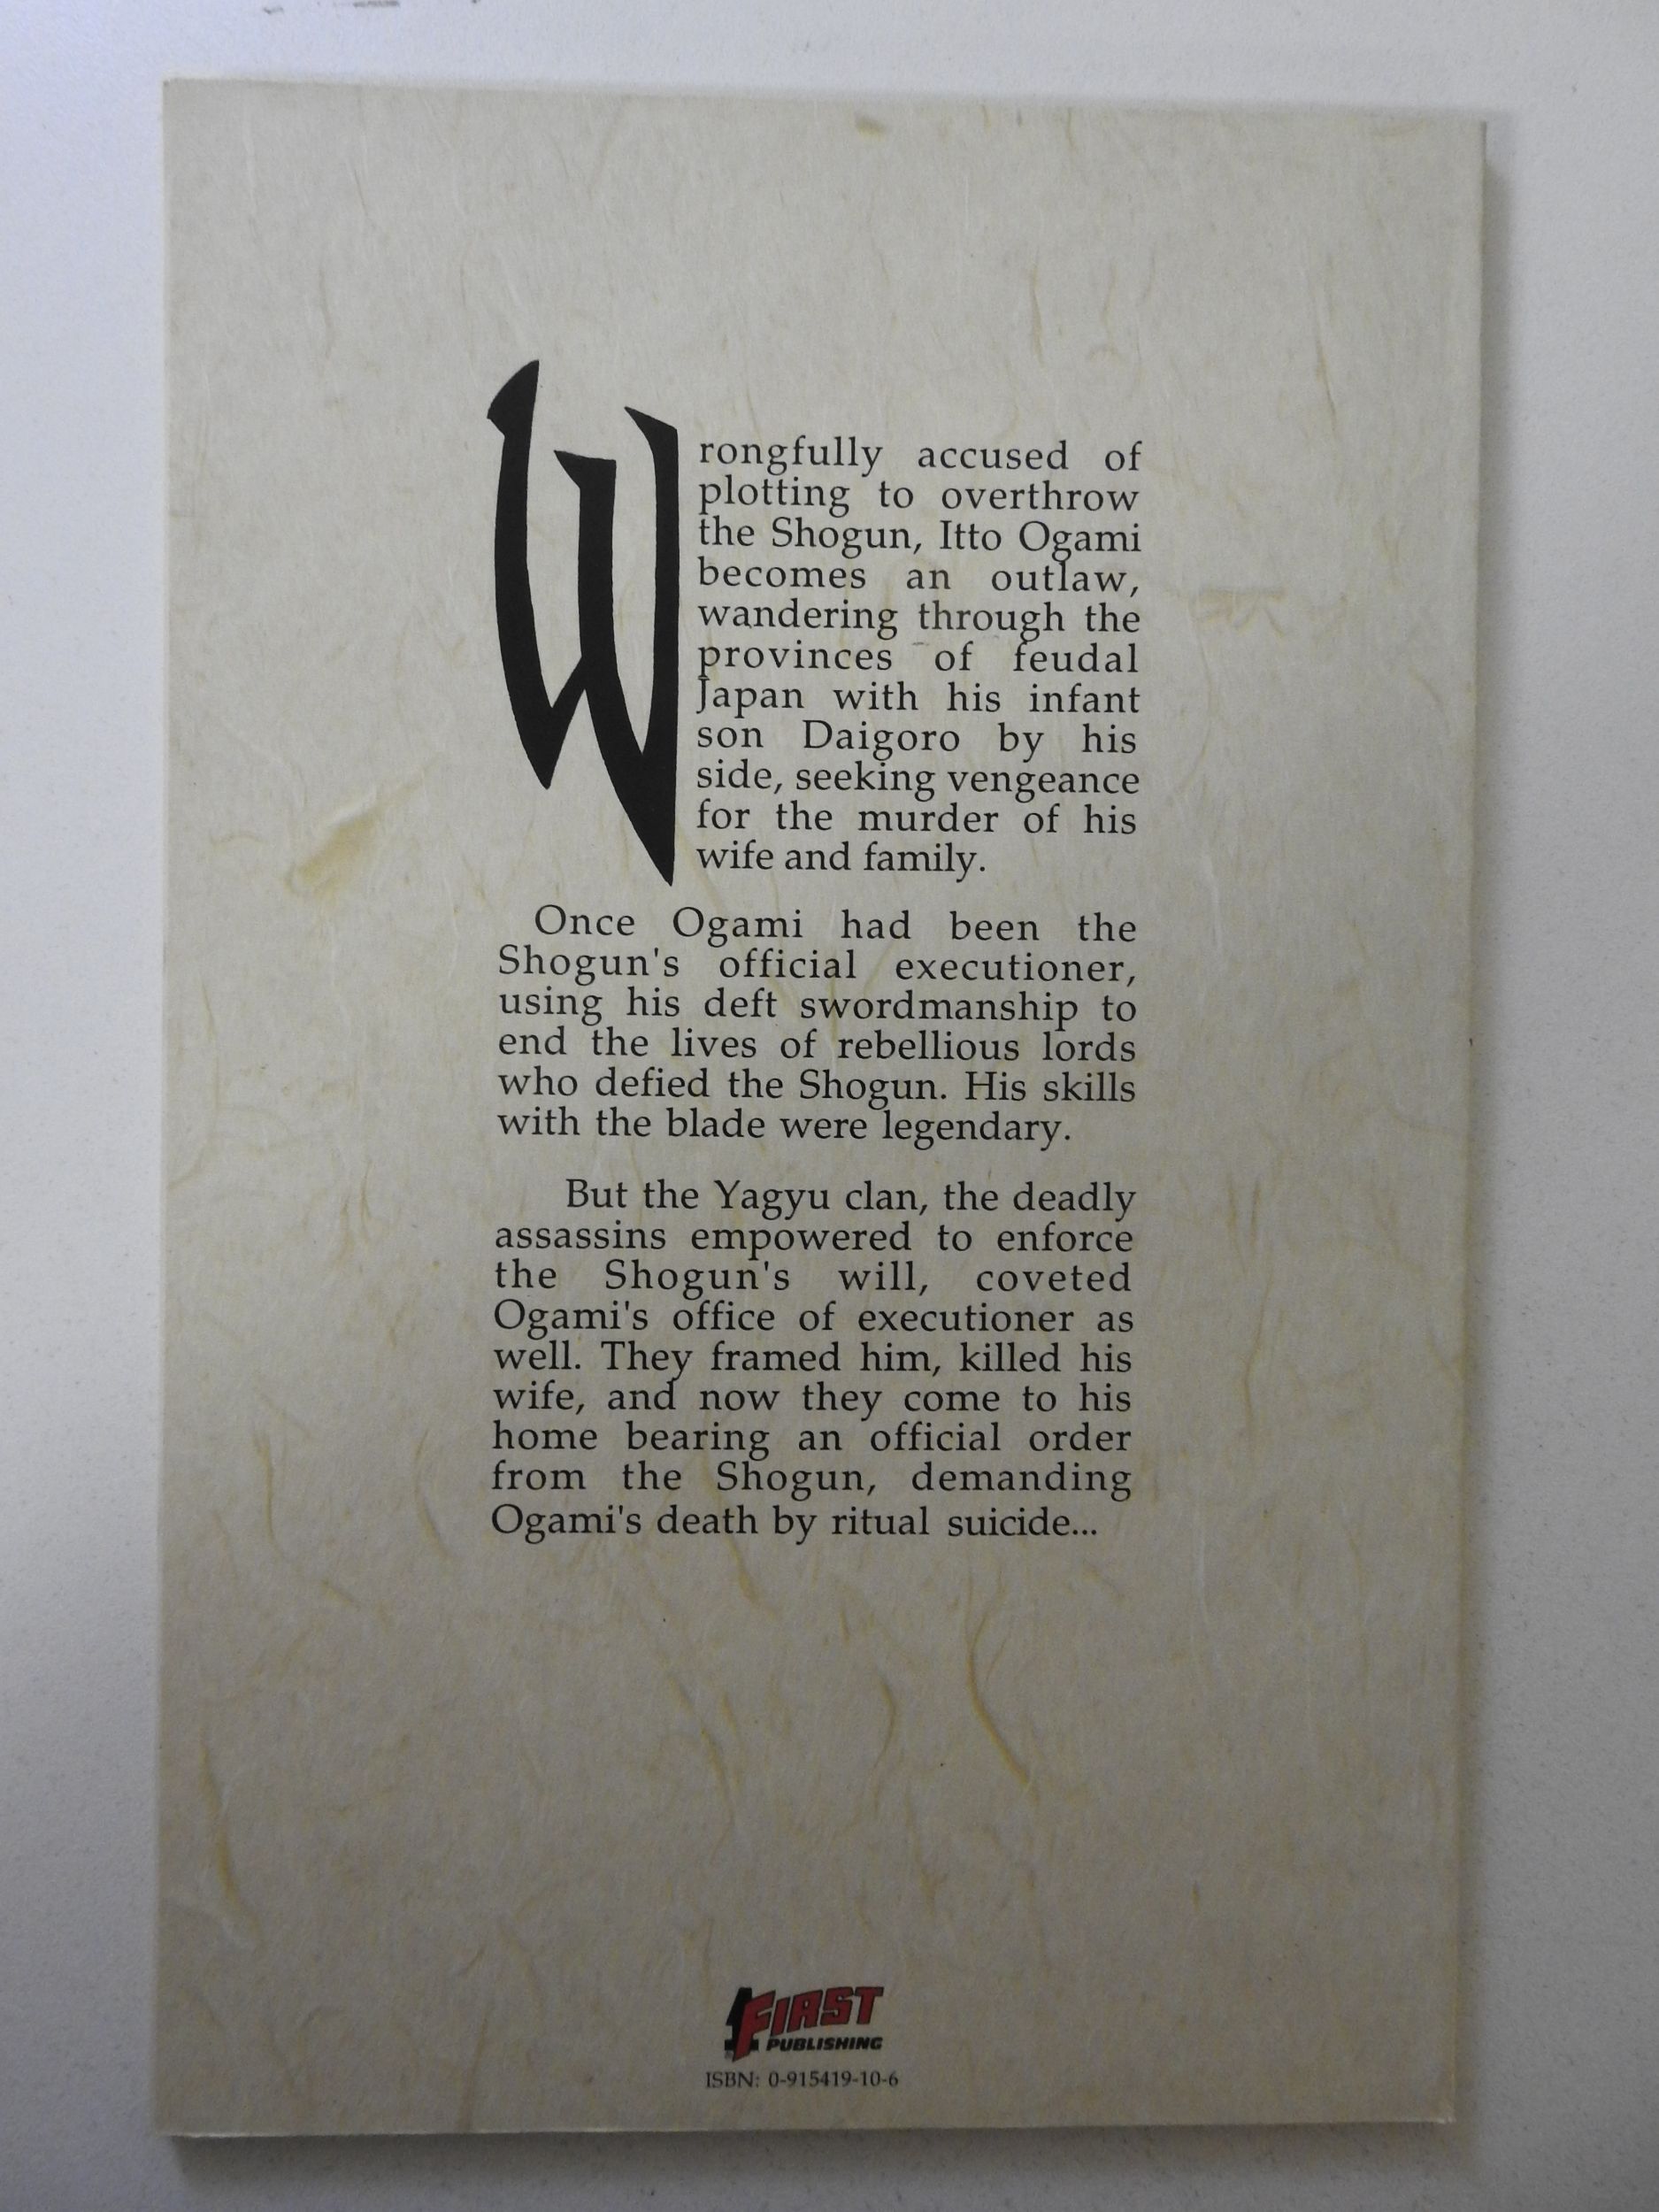 Wrongfully accused of
plotting to overthrow
the Shogun, Itto Ogami
becomes an outlaw,
wandering through the
provinces of feudal
Japan with his infant
son Daigoro by his
side, seeking vengeance
for the murder of his
wife and family.
Once Ogami had been the
Shogun's official executioner,
using his deft swordmanship to
end the lives of rebellious lords
who defied the Shogun. His skills
with the blade were legendary.
But the Yagyu clan, the deadly
assassins empowered to enforce
the Shogun's will, coveted
Ogami's office of executioner as
well. They framed him, killed his
wife, and now they come to his
home bearing an official order
from the Shogun, demanding
Ogami's death by ritual suicide...
FIRST
PUBLISHING
ISBN: 0-915419-10-6